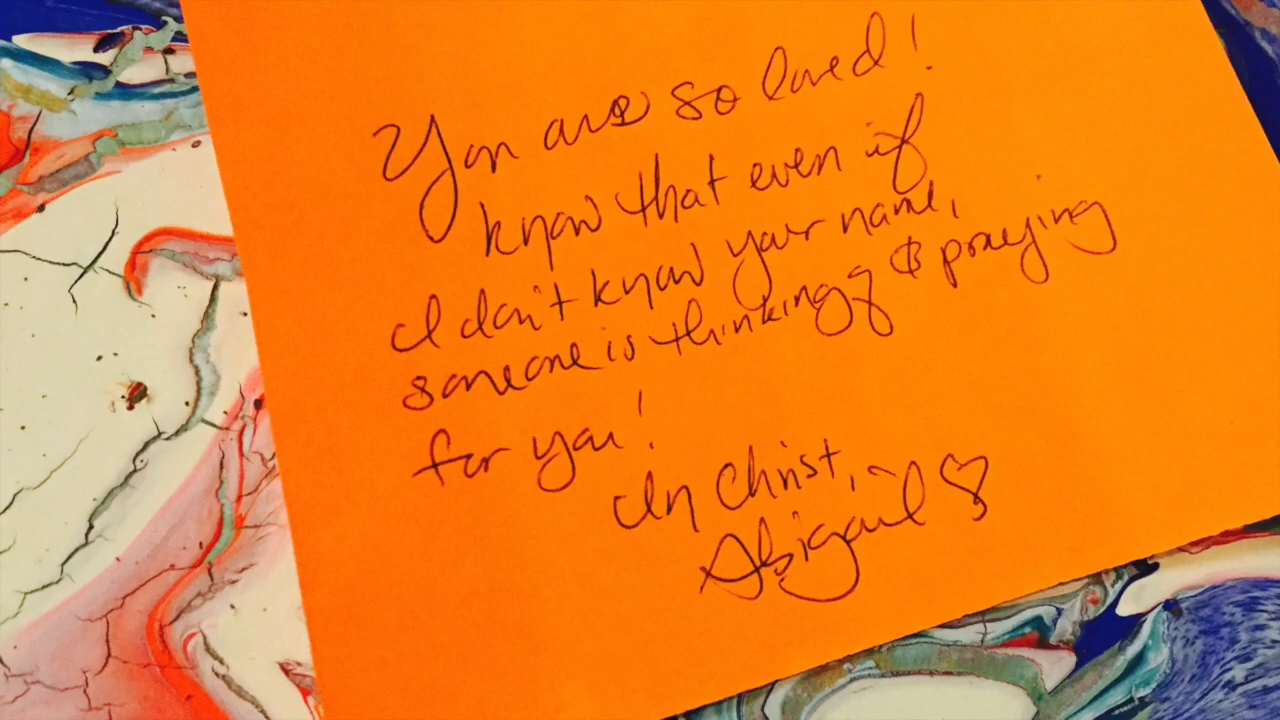 You are so loved!
know that even if
I don't know your name,
someone is thinking of & praying
for you!
In Christ,
Abigail ♡